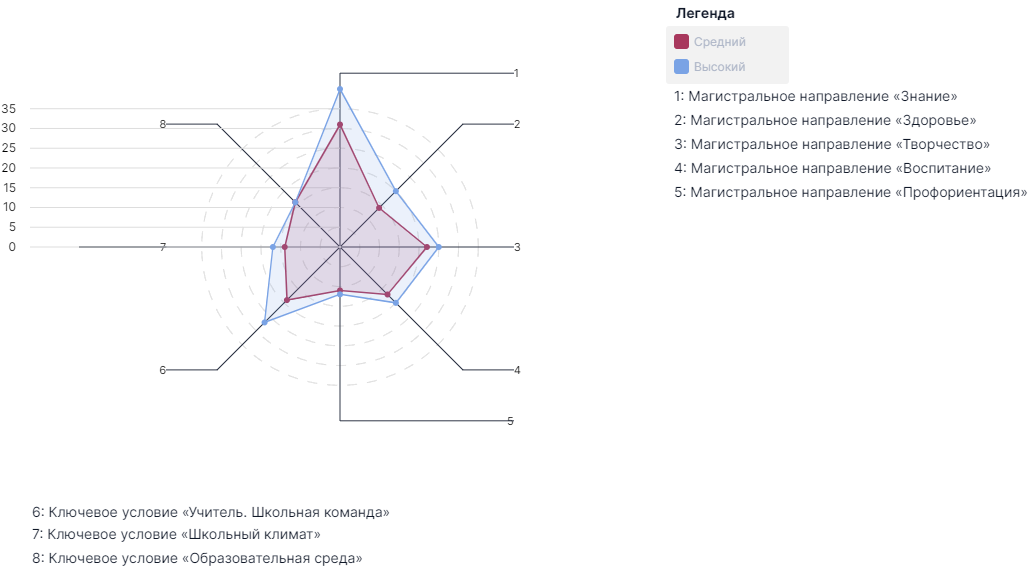 Легенда
Средний
Высокий
1: Магистральное направление «Знание»
2: Магистральное направление «Здоровье»
3: Магистральное направление «Творчество»
4: Магистральное направление «Воспитание»
5: Магистральное направление «Профориентация»
1
2
3
4
5
6
7
8
35
30
25
20
15
10
5
0
6: Ключевое условие «Учитель. Школьная команда»
7: Ключевое условие «Школьный климат»
8: Ключевое условие «Образовательная среда»